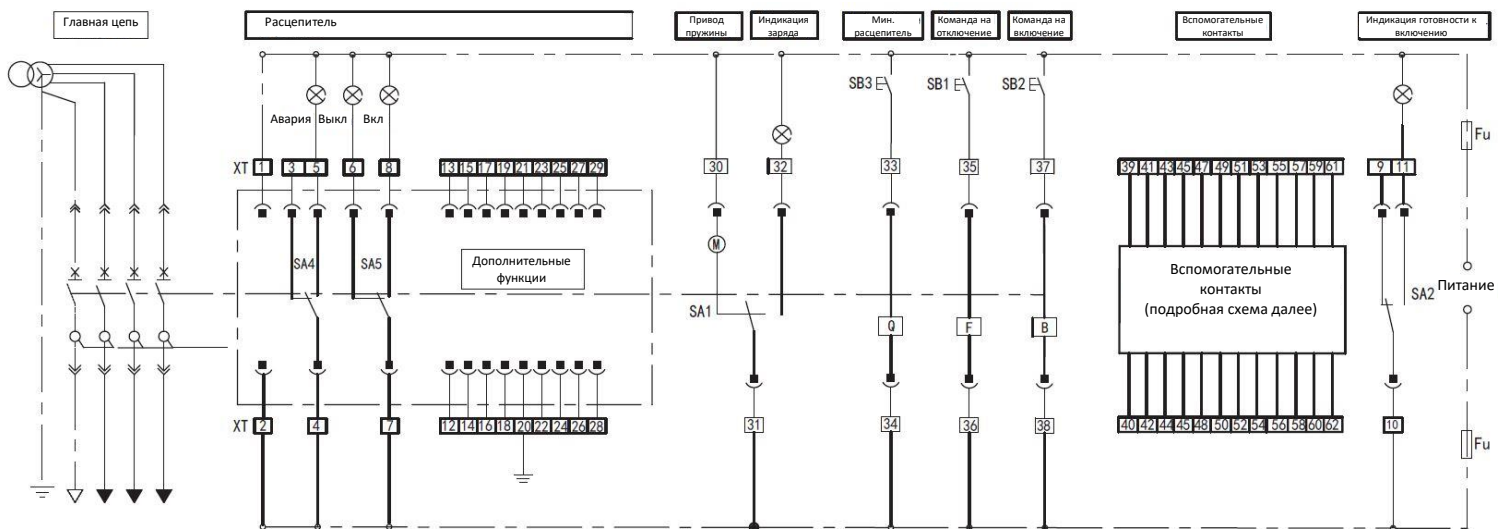 Главная цепь
Расцепитель
Привод
пружины
Индикация
заряда
Мин.
расцепитель
Команда на
отключение
Команда на
включение
Вспомогательные
контакты
Индикация готовности к
включению
SB3
SB1
SB2
Авария Выкл Вкл
Fu
XT 1 3 5 6 8 13 15 17 19 21 23 25 27 29 30 32 33 35 37 39 41 43 45 47 49 51 53 55 57 59 61 9 11
M
SA4
SA5
Дополнительные
функции
SA1
Q
F
B
Вспомогательные
контакты
(подробная схема далее)
SA2
Питание
XT 2 4 7 12 14 16 18 20 22 24 26 28 31 34 36 38 40 42 44 45 48 50 52 54 56 58 60 62 10
Fu